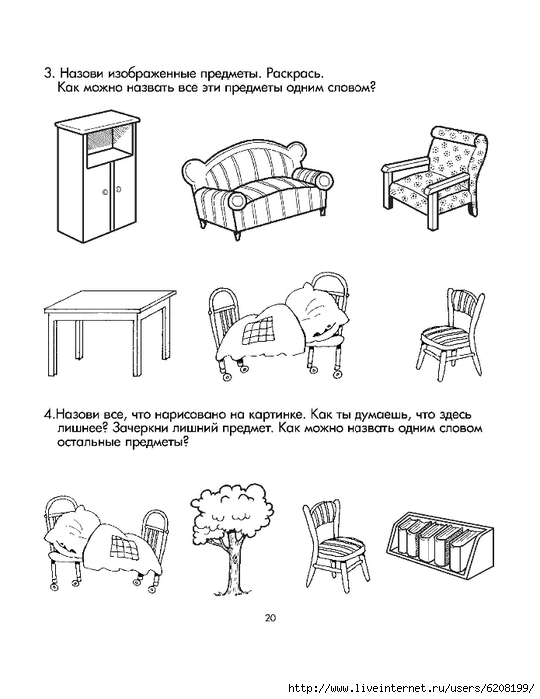 3. Назови изображенные предметы. Раскрась.
Как можно назвать все эти предметы одним словом?
4.Назови все, что нарисовано на картинке. Как ты думаешь, что здесь
лишнее? Зачеркни лишний предмет. Как можно назвать одним словом
остальные предметы?
20
http://www.liveinternet.ru/users/6208199/